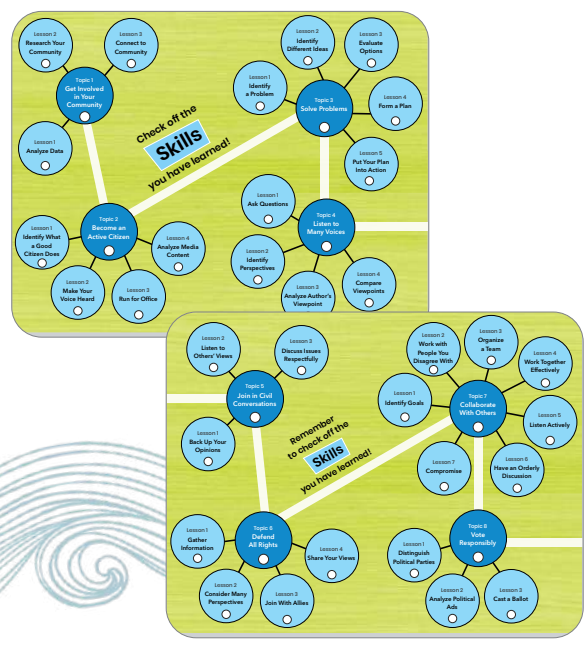 Lesson 2
Research Your
Community
Lesson 3
Connect to
Community
Topic 1
Get Involved
in Your
Community
Lesson 1
Analyze Data
Check off the
Skills
you have learned!
Lesson 2
Identify
Different Ideas
Lesson 3
Evaluate
Options
Lesson 1
Identify
a Problem
Topic 3
Solve Problems
Lesson 4
Form a Plan
Lesson 5
Put Your Plan
Into Action
Topic 2
Become an
Active Citizen
Lesson 1
Identify What
a Good
Citizen Does
Lesson 2
Make Your
Voice Heard
Lesson 3
Run for Office
Lesson 4
Analyze Media
Content
Lesson 1
Ask Questions
Topic 4
Listen to
Many Voices
Lesson 2
Identify
Perspectives
Lesson 3
Analyze Author's
Viewpoint
Lesson 4
Compare
Viewpoints
Lesson 2
Listen to
Others' Views
Lesson 3
Discuss Issues
Respectfully
Topic 5
Join in Civil
Conversations
Lesson 1
Back Up Your
Opinions
Remember
to check off the
Skills
you have learned!
Lesson 2
Work with
People You
Disagree With
Lesson 3
Organize
a Team
Lesson 4
Work Together
Effectively
Lesson 1
Identify Goals
Topic 7
Collaborate
With Others
Lesson 5
Listen Actively
Lesson 7
Compromise
Lesson 6
Have an Orderly
Discussion
Topic 6
Defend
All Rights
Lesson 1
Gather
Information
Lesson 2
Consider Many
Perspectives
Lesson 3
Join With Allies
Lesson 4
Share Your Views
Topic 8
Vote
Responsibly
Lesson 1
Distinguish
Political Parties
Lesson 2
Analyze Political
Ads
Lesson 3
Cast a Ballot